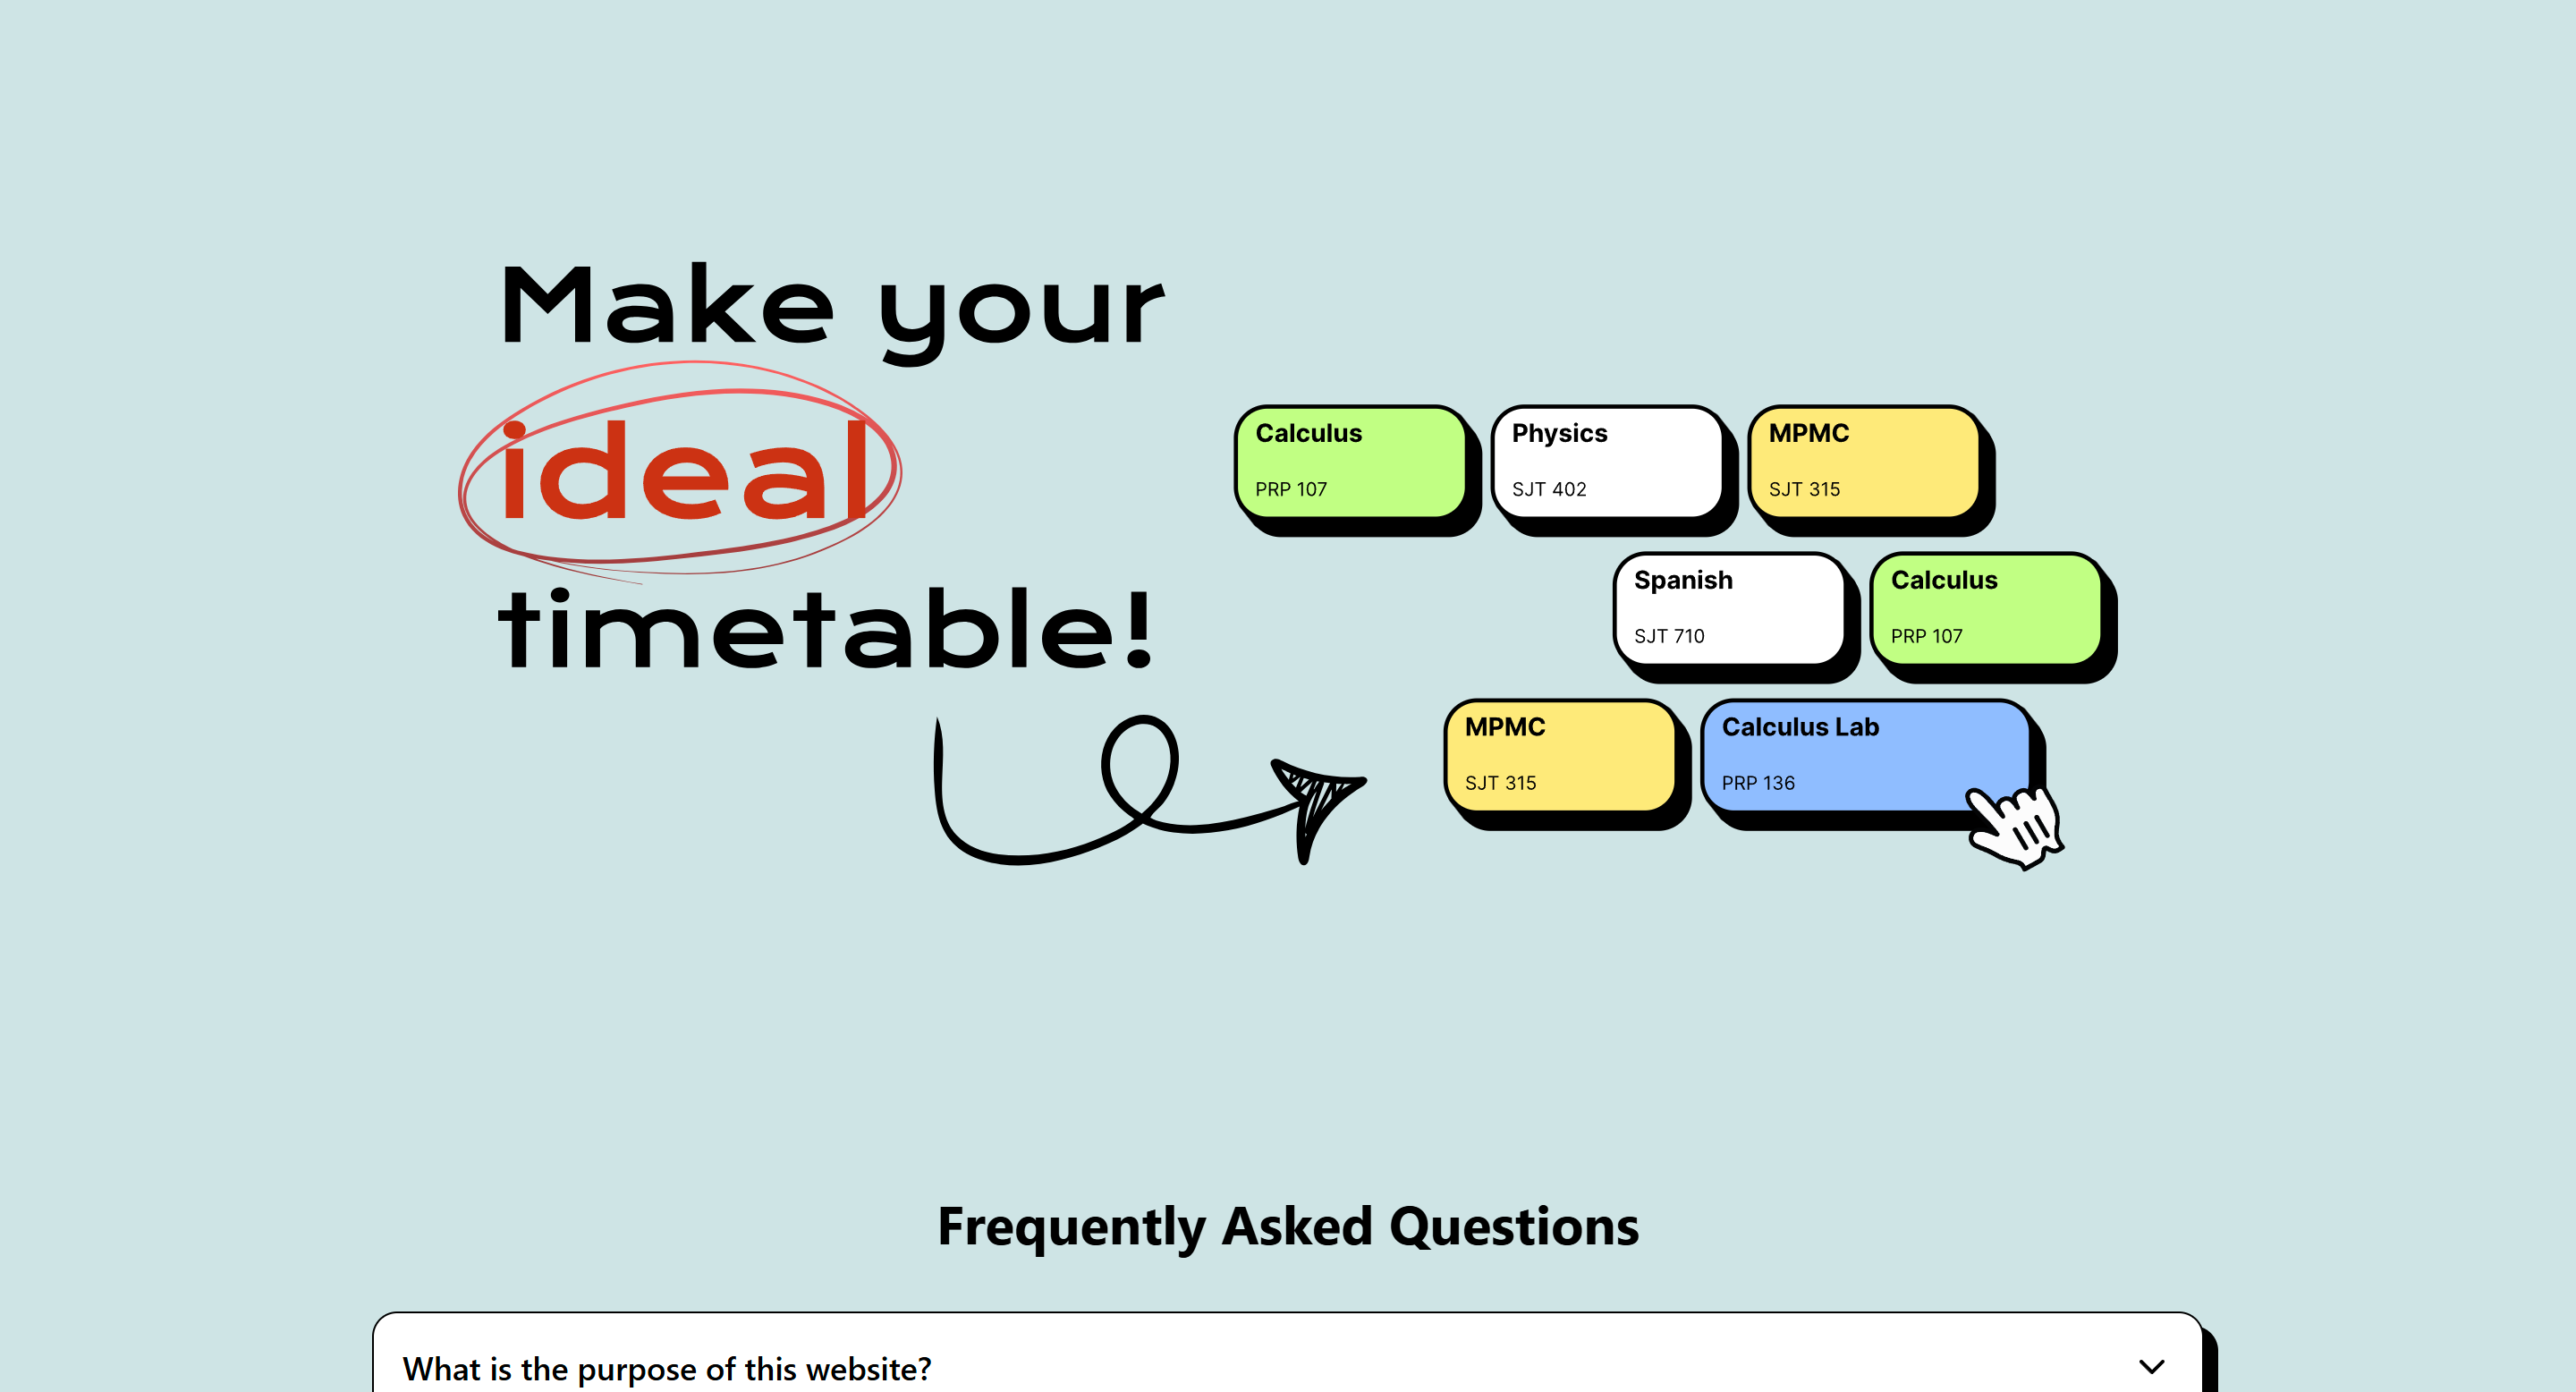 Make your
ideal
timetable!
Calculus
PRP 107
Physics
SJT 402
MPMC
SJT 315
Spanish
SJT 710
Calculus
PRP 107
MPMC
SJT 315
Calculus Lab
PRP 136
Frequently Asked Questions
What is the purpose of this website?